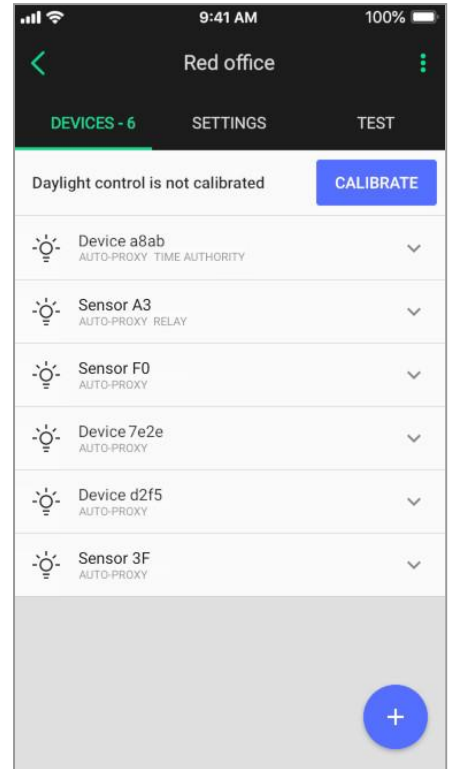 9:41 AM 100%
Red office
DEVICES - 6 SETTINGS TEST
Daylight control is not calibrated CALIBRATE
Device a8ab
AUTO-PROXY TIME AUTHORITY
Sensor A3
AUTO-PROXY RELAY
Sensor F0
AUTO-PROXY
Device 7e2e
AUTO-PROXY
Device d2f5
AUTO-PROXY
Sensor 3F
AUTO-PROXY
+